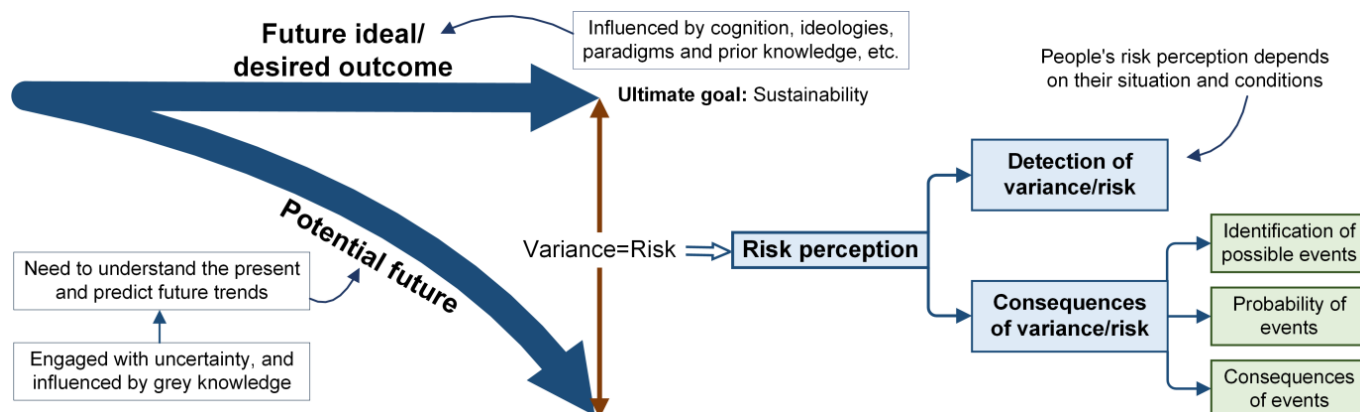 Future ideal/
desired outcome
Influenced by cognition, ideologies,
paradigms and prior knowledge, etc.
Ultimate goal: Sustainability
People's risk perception depends
on their situation and conditions
Potential future
Need to understand the present
and predict future trends
Engaged with uncertainty, and
influenced by grey knowledge
Variance=Risk
Risk perception
Detection of
variance/risk
Consequences
of variance/risk
Identification of
possible events
Probability of
events
Consequences
of events